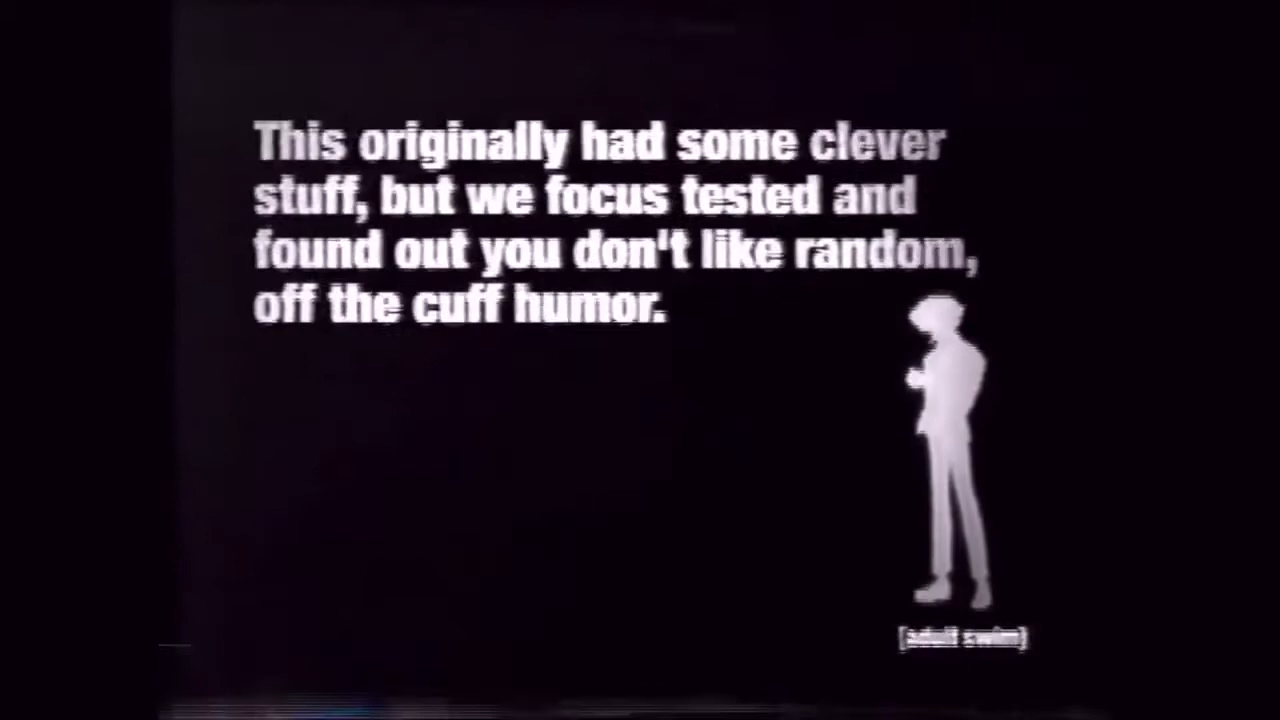 This originally had some clever
stuff, but we focus tested and
found out you don't like random,
off the cuff humor.
[adult swim]